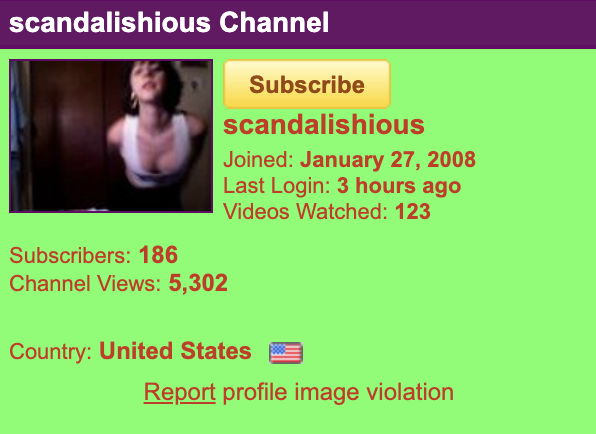 scandalishious Channel
Subscribe
scandalishious
Joined: January 27, 2008
Last Login: 3 hours ago
Videos Watched: 123
Subscribers: 186
Channel Views: 5,302
Country: United States
Report profile image violation